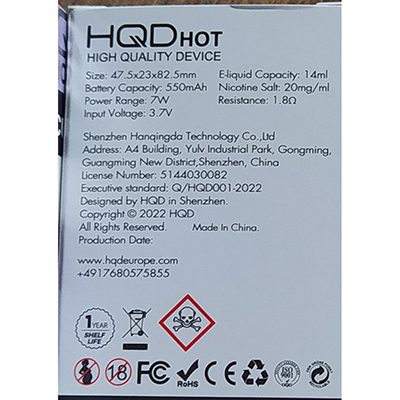 HQD HOT
HIGH QUALITY DEVICE
Size: 47.5x23x82.5mm
Battery Capacity: 550mAh
Power Range: 7W
Input Voltage: 3.7V
E-liquid Capacity: 14ml
Nicotine Salt: 20mg/ml
Resistance: 1.8Ω
Shenzhen Hanqingda Technology Co.,Ltd
Address: A4 Building, Yulv Industrial Park, Gongming,
Guangming New District,Shenzhen, China
License Number: 5144030082
Executive standard: Q/HQD001-2022
Designed by HQD in Shenzhen.
Copyright © 2022 HQD
All Rights Reserved. Made In China.
Production Date:
www.hqdeurope.com
+4917680575855
1 YEAR
SHELF
LIFE
18 FC CE
RoHS
ISO
9001